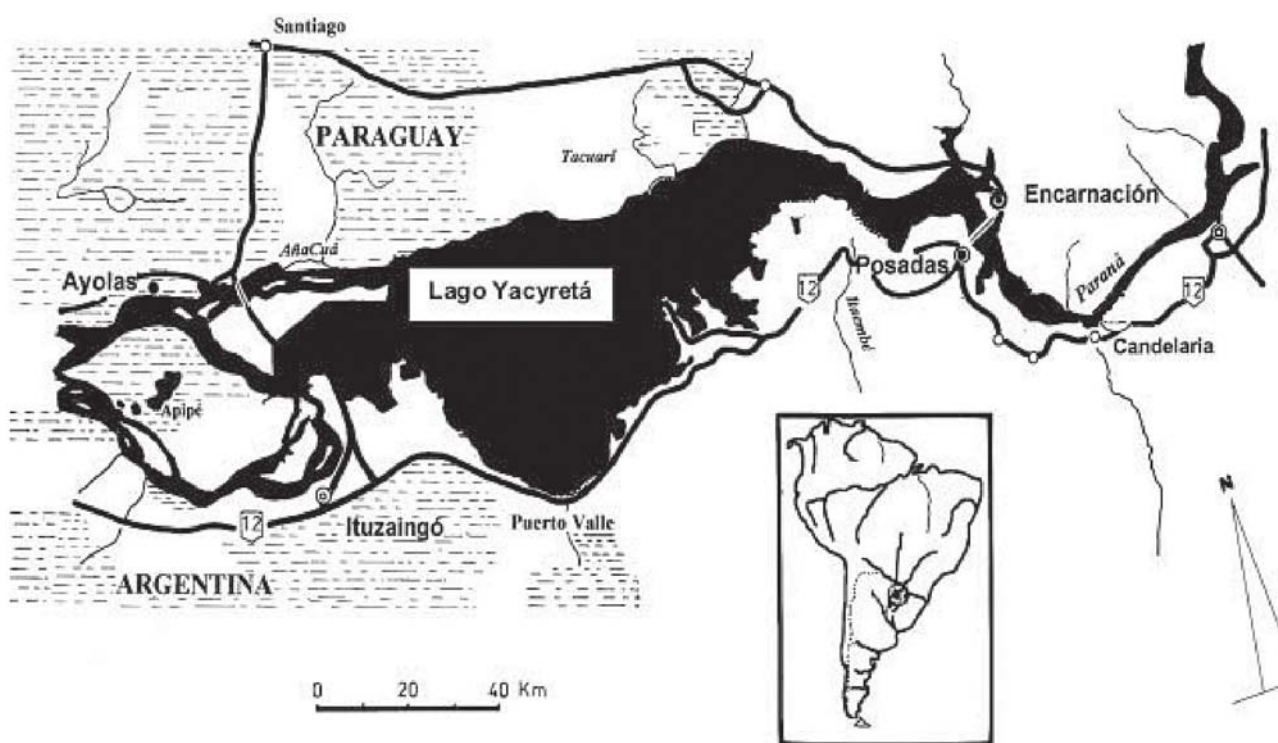 Santiago
PARAGUAY
Tacuarí
Encarnación
AñaCuá
Ayolas
Lago Yacyretá
Posadas
Paraná
12
12
Candelaria
Apipé
12
Ituzaingó
Puerto Valle
ARGENTINA
N
0 20 40 Km